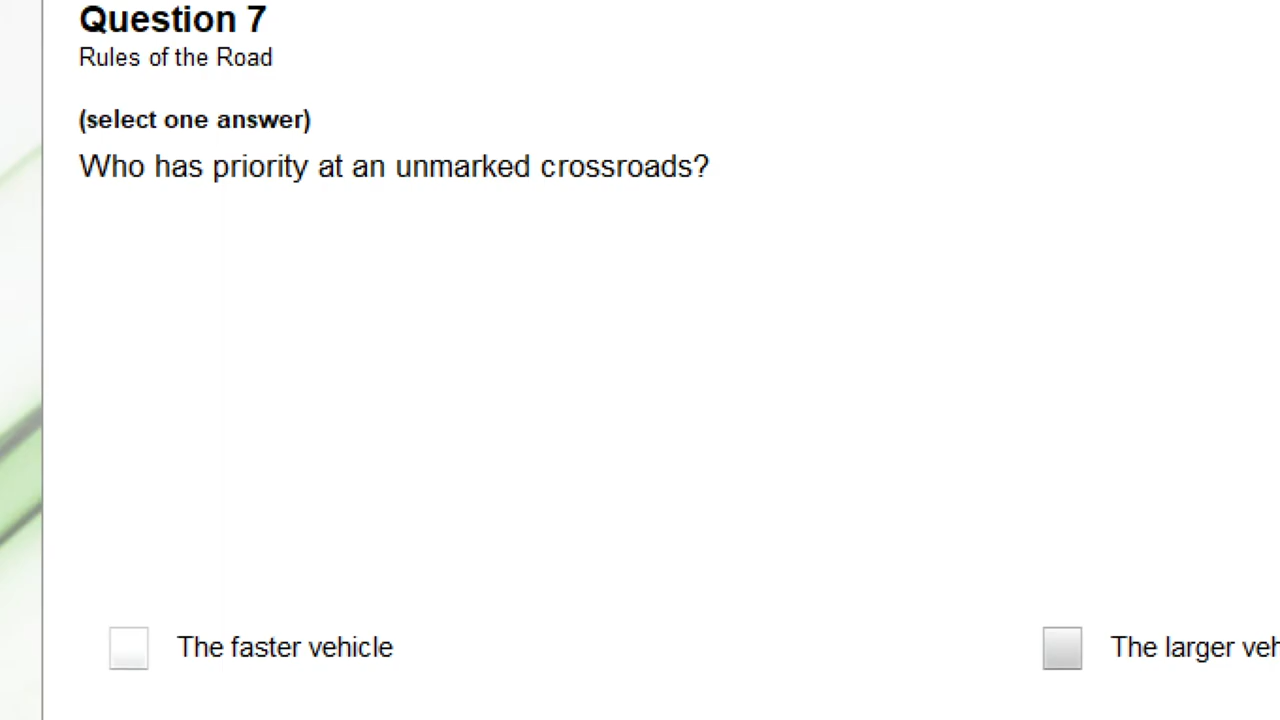 Question 7
Rules of the Road
(select one answer)
Who has priority at an unmarked crossroads?
The faster vehicle
The larger